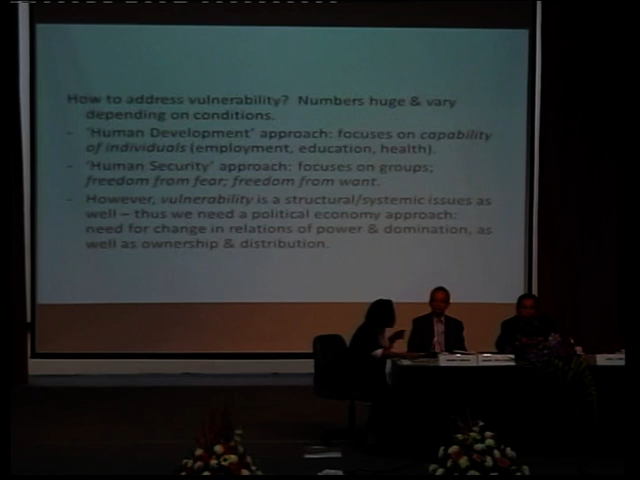 How to address vulnerability? Numbers huge & vary
depending on conditions.
- 'Human Development' approach: focuses on capability
of individuals (employment, education, health).
- 'Human Security' approach: focuses on groups;
freedom from fear; freedom from want.
- However, vulnerability is a structural/systemic issues as
well – thus we need a political economy approach:
need for change in relations of power & domination, as
well as ownership & distribution.